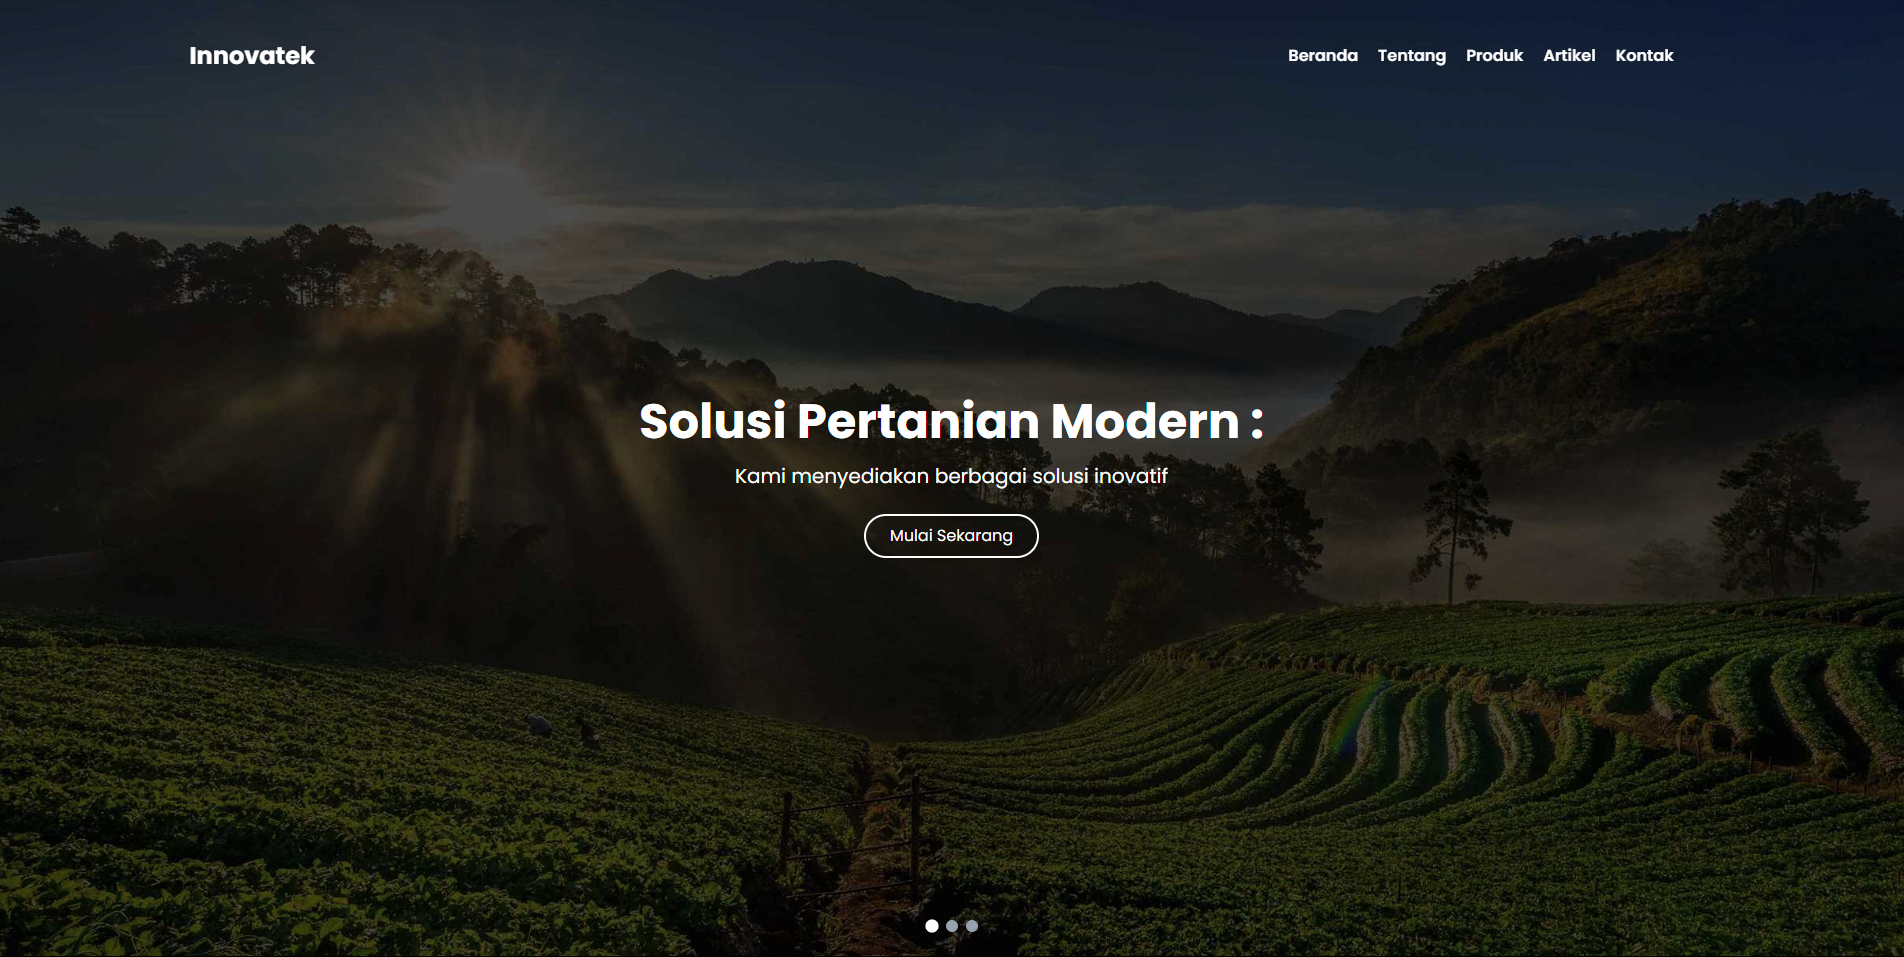 Innovatek
Beranda Tentang Produk Artikel Kontak
Solusi Pertanian Modern :
Kami menyediakan berbagai solusi inovatif
Mulai Sekarang